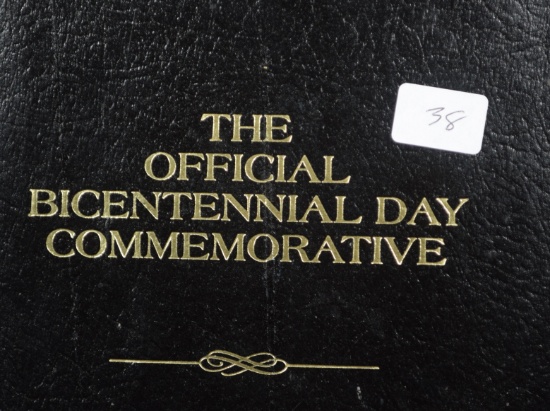 38
THE
OFFICIAL
BICENTENNIAL DAY
COMMEMORATIVE